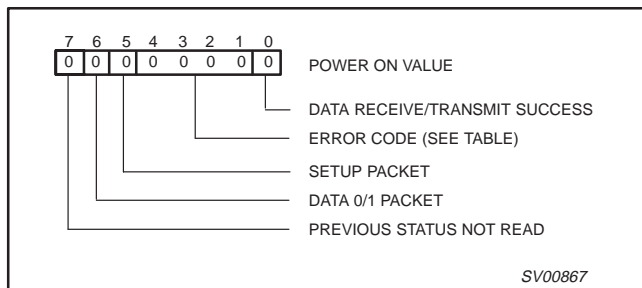 7 6 5 4 3 2 1 0
0 0 0 0 0 0 0 0 POWER ON VALUE
DATA RECEIVE/TRANSMIT SUCCESS
ERROR CODE (SEE TABLE)
SETUP PACKET
DATA 0/1 PACKET
PREVIOUS STATUS NOT READ
SV00867